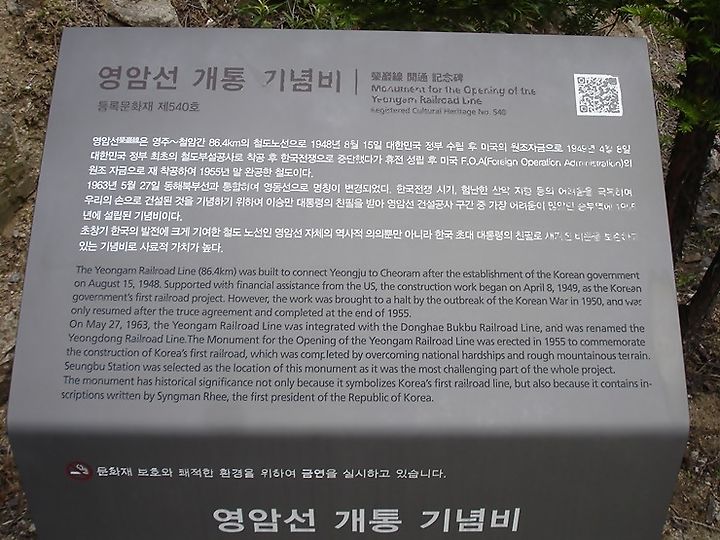 영암선 개통 기념비
榮巖線 開通 記念碑
Monument for the Opening of the
Yeongam Railroad Line
등록문화재 제540호
Registered Cultural Heritage No. 540
영암선榮巖線은 영주~철암간 86.4km의 철도노선으로 1948년 8월 15일 대한민국 정부 수립 후 미국의 원조자금으로 1949년 4월 8일
대한민국 정부 최초의 철도부설공사로 착공 후 한국전쟁으로 중단했다가 휴전 성립 후 미국 F.O.A(Foreign Operation Administration)의
원조 자금으로 재 착공하여 1955년 말 완공한 철도이다.
1963년 5월 27일 동해북부선과 통합하여 영동선으로 명칭이 변경되었다. 한국전쟁 시기, 험난한 산악 지형 등의 어려움을 극복하며
우리의 손으로 건설된 것을 기념하기 위하여 이승만 대통령의 친필을 받아 영암선 건설공사 구간 중 가장 어려움이 많았던 승부역에 1955
년에 설립된 기념비이다.
초창기 한국의 발전에 크게 기여한 철도 노선인 영암선 자체의 역사적 의의뿐만 아니라 한국 초대 대통령의 친필로 새겨진 비문을 보존하고
있는 기념비로 사료적 가치가 높다.
The Yeongam Railroad Line (86.4km) was built to connect Yeongju to Cheoram after the establishment of the Korean government
on August 15, 1948. Supported with financial assistance from the US, the construction work began on April 8, 1949, as the Korean
government's first railroad project. However, the work was brought to a halt by the outbreak of the Korean War in 1950, and was
only resumed after the truce agreement and completed at the end of 1955.
On May 27, 1963, the Yeongam Railroad Line was integrated with the Donghae Bukbu Railroad Line, and was renamed the
Yeongdong Railroad Line.The Monument for the Opening of the Yeongam Railroad Line was erected in 1955 to commemorate
the construction of Korea's first railroad, which was completed by overcoming national hardships and rough mountainous terrain.
Seungbu Station was selected as the location of this monument as it was the most challenging part of the whole project.
The monument has historical significance not only because it symbolizes Korea's first railroad line, but also because it contains in-
scriptions written by Syngman Rhee, the first president of the Republic of Korea.
문화재 보호와 쾌적한 환경을 위하여 금연을 실시하고 있습니다.
영암선 개통 기념비